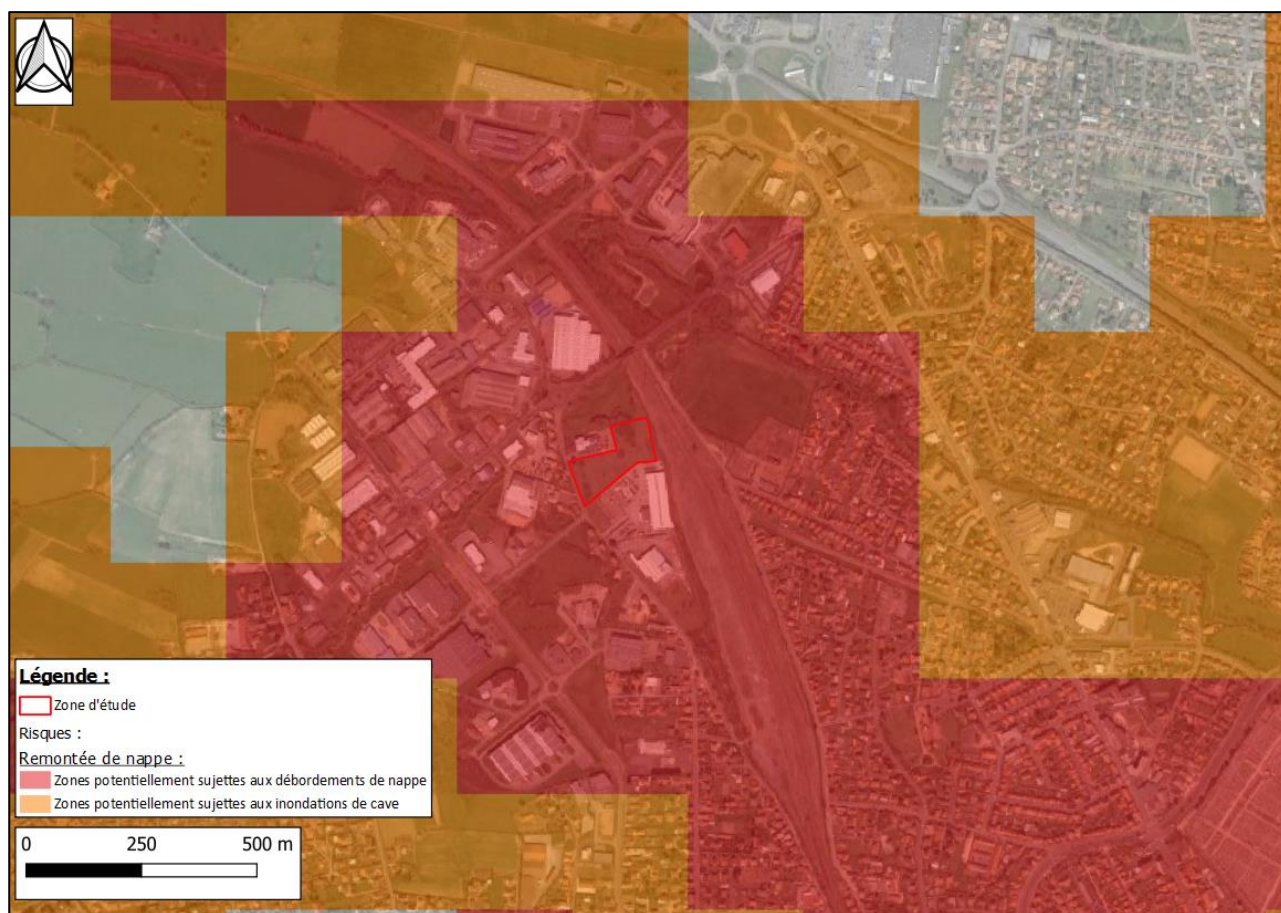 Légende :
Zone d'étude
Risques :
Remontée de nappe :
Zones potentiellement sujettes aux débordements de nappe
Zones potentiellement sujettes aux inondations de cave
0 250 500 m